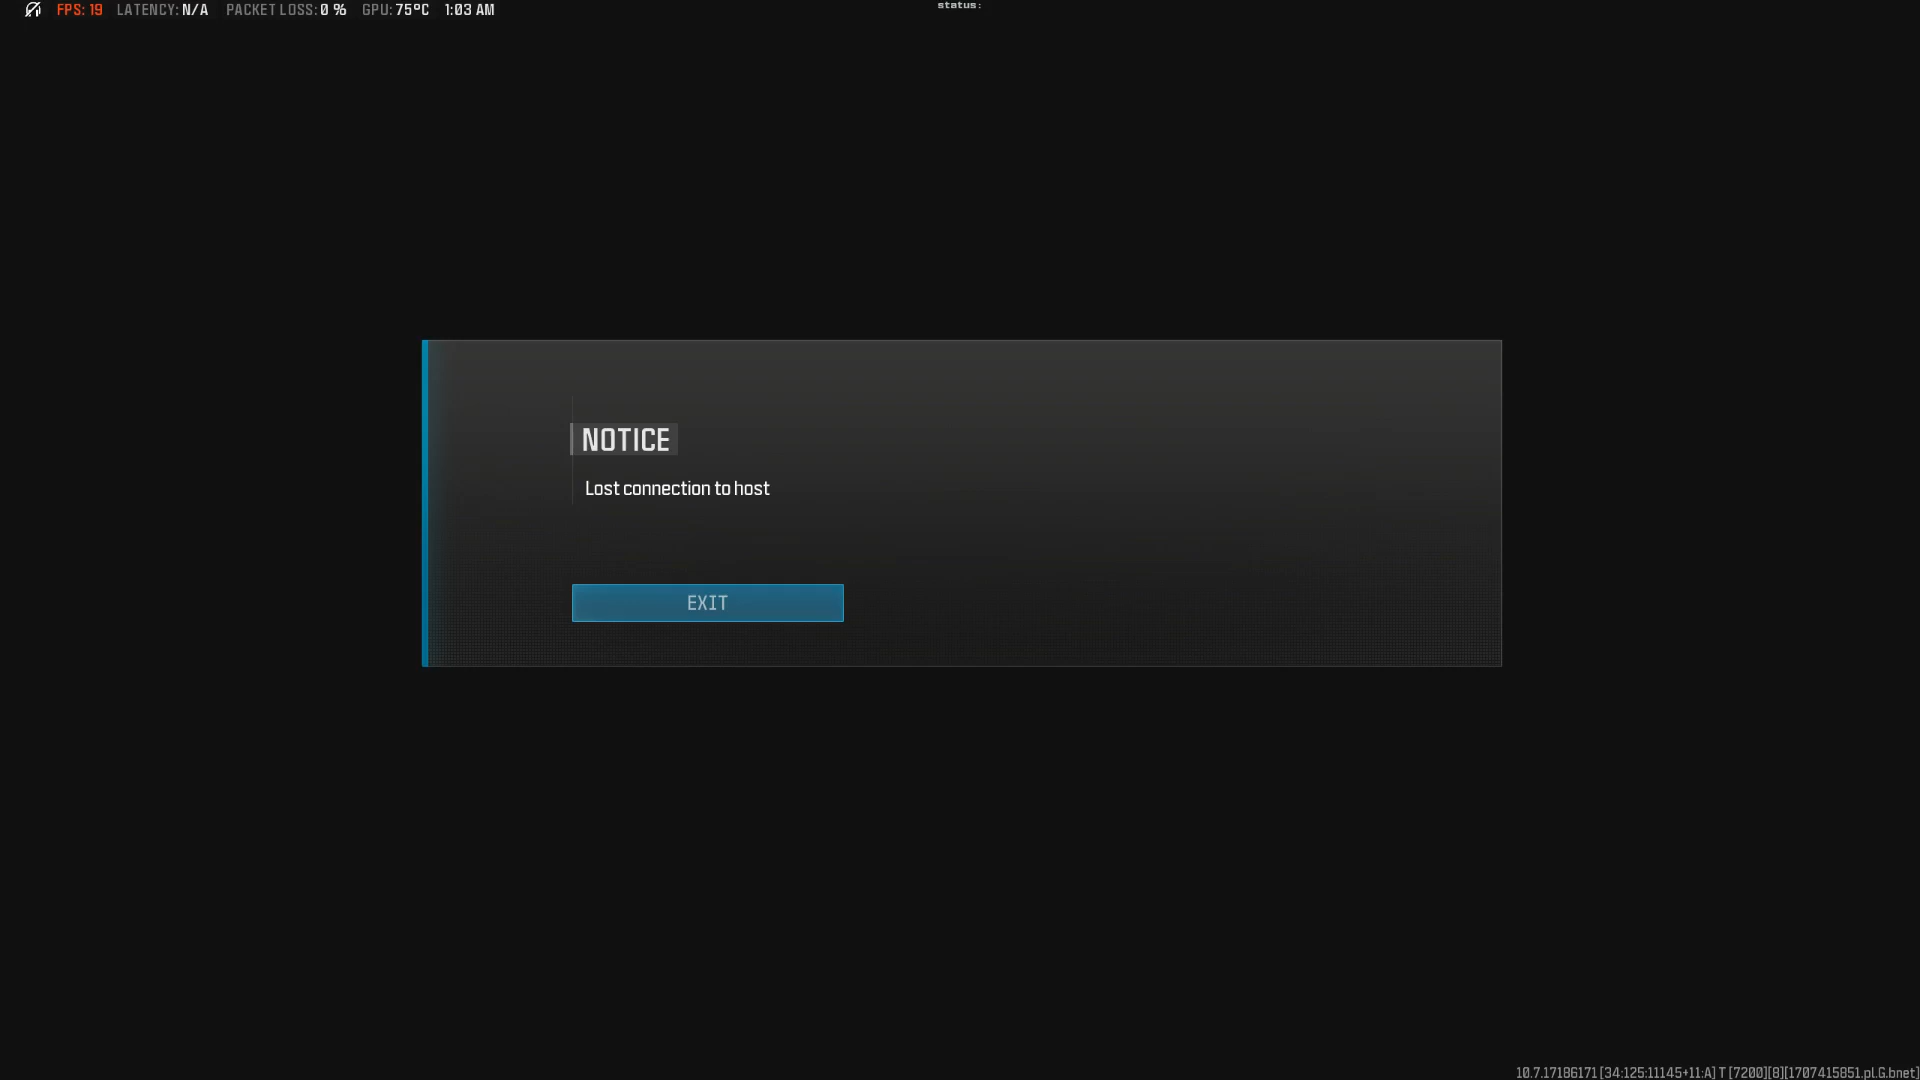 FPS: 19 LATENCY: N/A PACKET LOSS: 0 % GPU: 75°C 1:03 AM
status:
NOTICE
Lost connection to host
EXIT
10.7.17186171 [34:125:11145+11:A] T [7200][8][1707415851.pl.G.bnet]